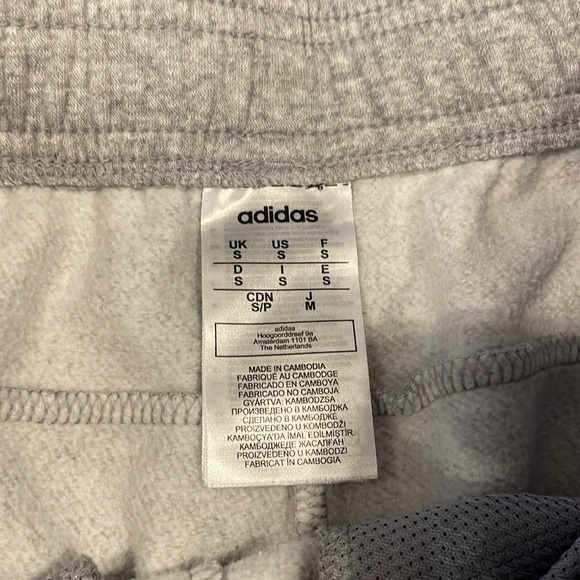 adidas
UK US F
S S S
D I E
S S S
CDN J
S/P M
adidas
Hoogoorddreef 9a
Amsterdam 1101 BA
The Netherlands
MADE IN CAMBODIA
FABRIQUÉ AU CAMBODGE
FABRICADO EN CAMBOYA
FABRICADO NO CAMBOJA
GYÁRTVA: KAMBODZSA
ПРОИЗВЕДЕНО В КАМБОДЖА
СДЕЛАНО В КАМБОДЖЕ
PROIZVEDENO U KOMBODŽI
KAMBOÇYA'DA İMAL EDİLMİŞTİR
КАМБОДЖЕДЕ ЖАСАЛҒАН
PROIZVEDENO U KAMBODZI
FABRICAT ÎN CAMBOGIA